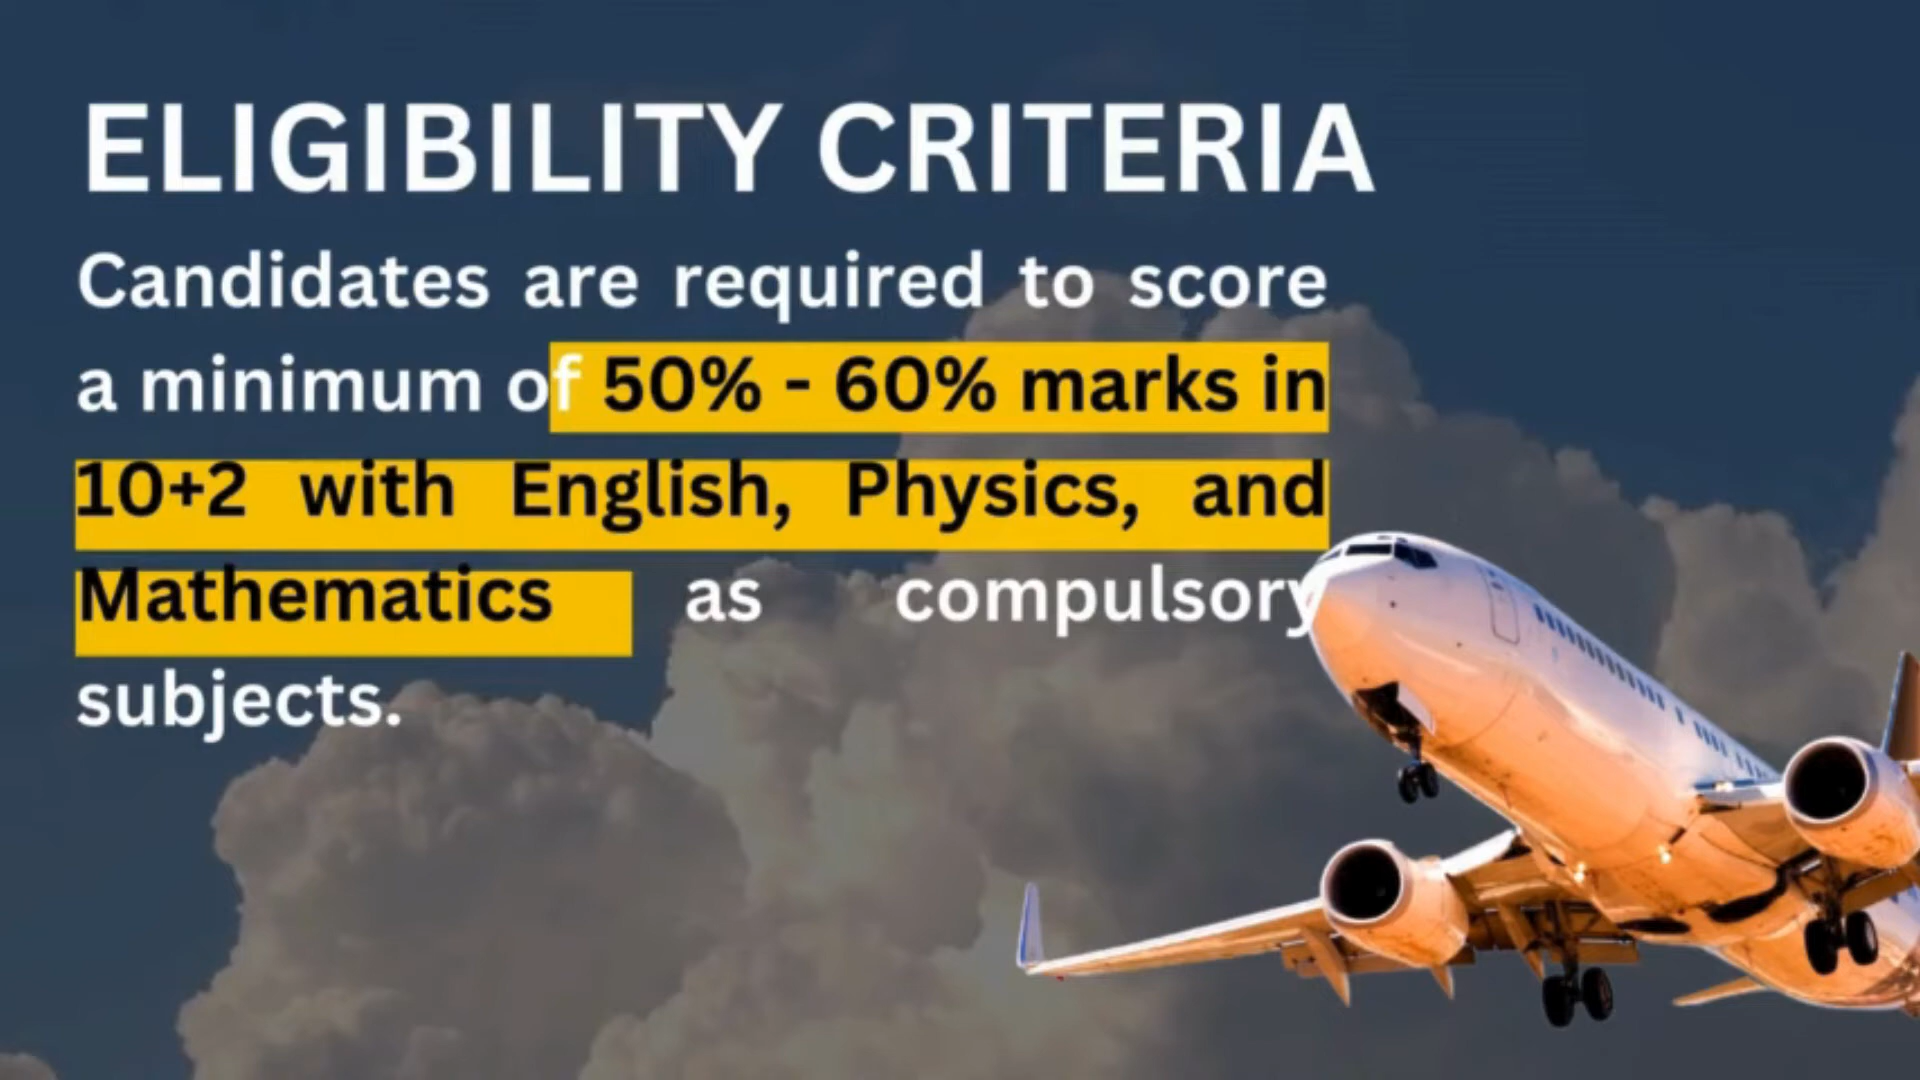 ELIGIBILITY CRITERIA
Candidates are required to score
a minimum of 50% - 60% marks in
10+2 with English, Physics, and
Mathematics as compulsory
subjects.